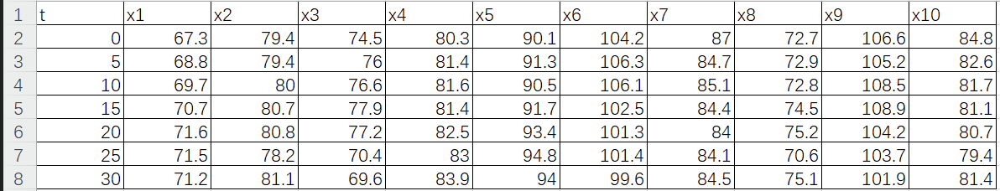 1 t x1 x2 x3 x4 x5 x6 x7 x8 x9 x10
2 0 67.3 79.4 74.5 80.3 90.1 104.2 87 72.7 106.6 84.8
3 5 68.8 79.4 76 81.4 91.3 106.3 84.7 72.9 105.2 82.6
4 10 69.7 80 76.6 81.6 90.5 106.1 85.1 72.8 108.5 81.7
5 15 70.7 80.7 77.9 81.4 91.7 102.5 84.4 74.5 108.9 81.1
6 20 71.6 80.8 77.2 82.5 93.4 101.3 84 75.2 104.2 80.7
7 25 71.5 78.2 70.4 83 94.8 101.4 84.1 70.6 103.7 79.4
8 30 71.2 81.1 69.6 83.9 94 99.6 84.5 75.1 101.9 81.4